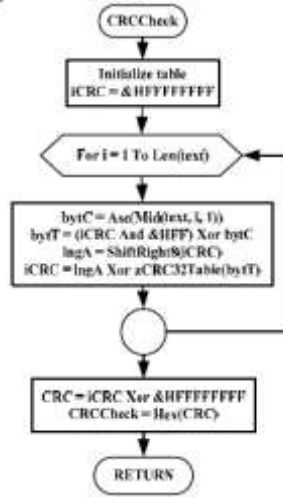 CRCCheck
Initialize table
iCRC = &HFFFFFFFF
For i = 1 To Len(text)
bytC = Asc(Mid(text, i, 1))
bytT = (iCRC And &HFF) Xor bytC
lngA = ShiftRight8(iCRC)
iCRC = lngA Xor aCRC32Table(bytT)
CRC = iCRC Xor &HFFFFFFFF
CRCCheck = Hex(CRC)
RETURN